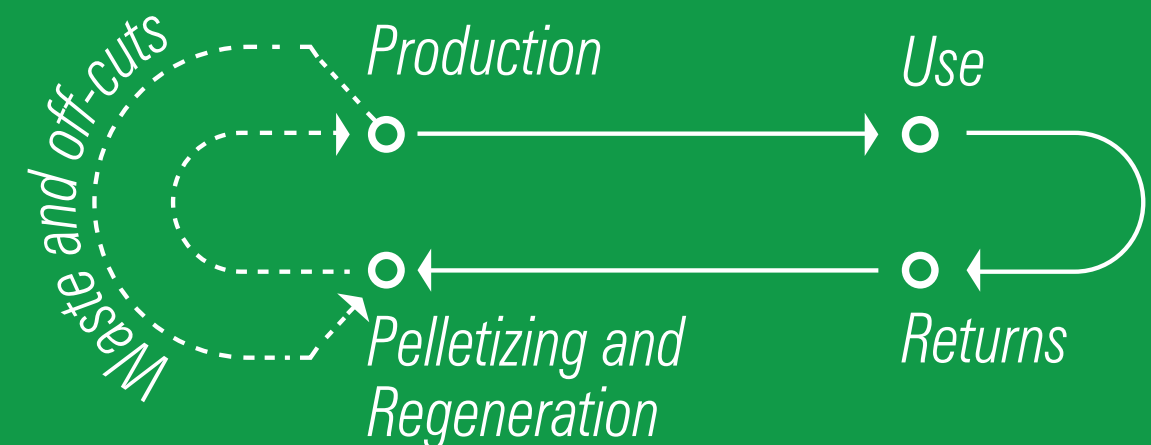 Waste and off-cuts
Production
Use
Pelletizing and
Regeneration
Returns